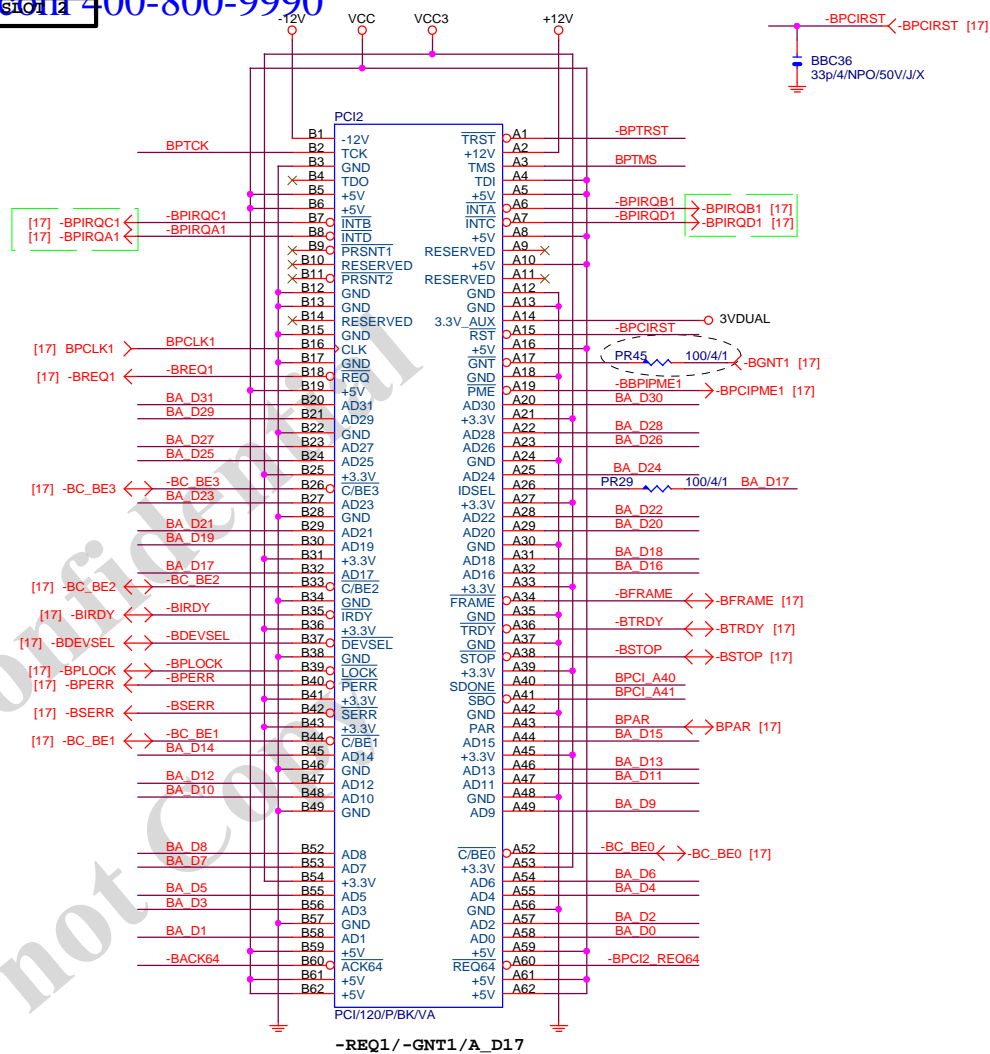 com 400-800-9990
SLOT 2
-12V VCC VCC3 +12V
-BPCIRST -BPCIRST [17]
BBC36
33p/4/NPO/50V/J/X
PCI2
B1 -12V TRST A1 -BPTRST
BPTCK B2 TCK +12V A2
B3 GND TMS A3 BPTMS
B4 TDO TDI A4
B5 +5V +5V A5
B6 +5V INTA A6 -BPIRQB1 -BPIRQB1 [17]
[17] -BPIRQC1 -BPIRQC1 B7 INTB INTC A7 -BPIRQD1 -BPIRQD1 [17]
[17] -BPIRQA1 -BPIRQA1 B8 INTD +5V A8
B9 PRSNT1 RESERVED A9
B10 RESERVED +5V A10
B11 PRSNT2 RESERVED A11
B12 GND GND A12
B13 GND GND A13
B14 RESERVED 3.3V_AUX A14 3VDUAL
B15 GND RST A15 -BPCIRST
[17] BPCLK1 BPCLK1 B16 CLK +5V A16
B17 GND GNT A17 PR45 100/4/1 -BGNT1 [17]
[17] -BREQ1 -BREQ1 B18 REQ GND A18
B19 +5V PME A19 -BBPIPME1 -BPCIPME1 [17]
BA_D31 B20 AD31 AD30 A20 BA_D30
BA_D29 B21 AD29 +3.3V A21
B22 GND AD28 A22 BA_D28
BA_D27 B23 AD27 AD26 A23 BA_D26
BA_D25 B24 AD25 GND A24
B25 +3.3V AD24 A25 BA_D24
[17] -BC_BE3 -BC_BE3 B26 C/BE3 IDSEL A26 PR29 100/4/1 BA_D17
BA_D23 B27 AD23 +3.3V A27
B28 GND AD22 A28 BA_D22
BA_D21 B29 AD21 AD20 A29 BA_D20
BA_D19 B30 AD19 GND A30
B31 +3.3V AD18 A31 BA_D18
BA_D17 B32 AD17 AD16 A32 BA_D16
[17] -BC_BE2 -BC_BE2 B33 C/BE2 +3.3V A33
B34 GND FRAME A34 -BFRAME -BFRAME [17]
[17] -BIRDY -BIRDY B35 IRDY GND A35
B36 +3.3V TRDY A36 -BTRDY -BTRDY [17]
[17] -BDEVSEL -BDEVSEL B37 DEVSEL GND A37
B38 GND STOP A38 -BSTOP -BSTOP [17]
[17] -BPLOCK -BPLOCK B39 LOCK +3.3V A39
[17] -BPERR -BPERR B40 PERR SDONE A40 BPCI_A40
B41 +3.3V SBO A41 BPCI_A41
[17] -BSERR -BSERR B42 SERR GND A42
B43 +3.3V PAR A43 BPAR BPAR [17]
[17] -BC_BE1 -BC_BE1 B44 C/BE1 AD15 A44 BA_D15
BA_D14 B45 AD14 +3.3V A45
B46 GND AD13 A46 BA_D13
BA_D12 B47 AD12 AD11 A47 BA_D11
BA_D10 B48 AD10 GND A48
B49 GND AD9 A49 BA_D9
BA_D8 B52 AD8 C/BE0 A52 -BC_BE0 -BC_BE0 [17]
BA_D7 B53 AD7 +3.3V A53
B54 +3.3V AD6 A54 BA_D6
BA_D5 B55 AD5 AD4 A55 BA_D4
BA_D3 B56 AD3 GND A56
B57 GND AD2 A57 BA_D2
BA_D1 B58 AD1 AD0 A58 BA_D0
B59 +5V +5V A59
-BACK64 B60 ACK64 REQ64 A60 -BPCI2_REQ64
B61 +5V +5V A61
B62 +5V +5V A62
PCI/120/P/BK/VA
-REQ1/-GNT1/A_D17
Confidential
not Copy